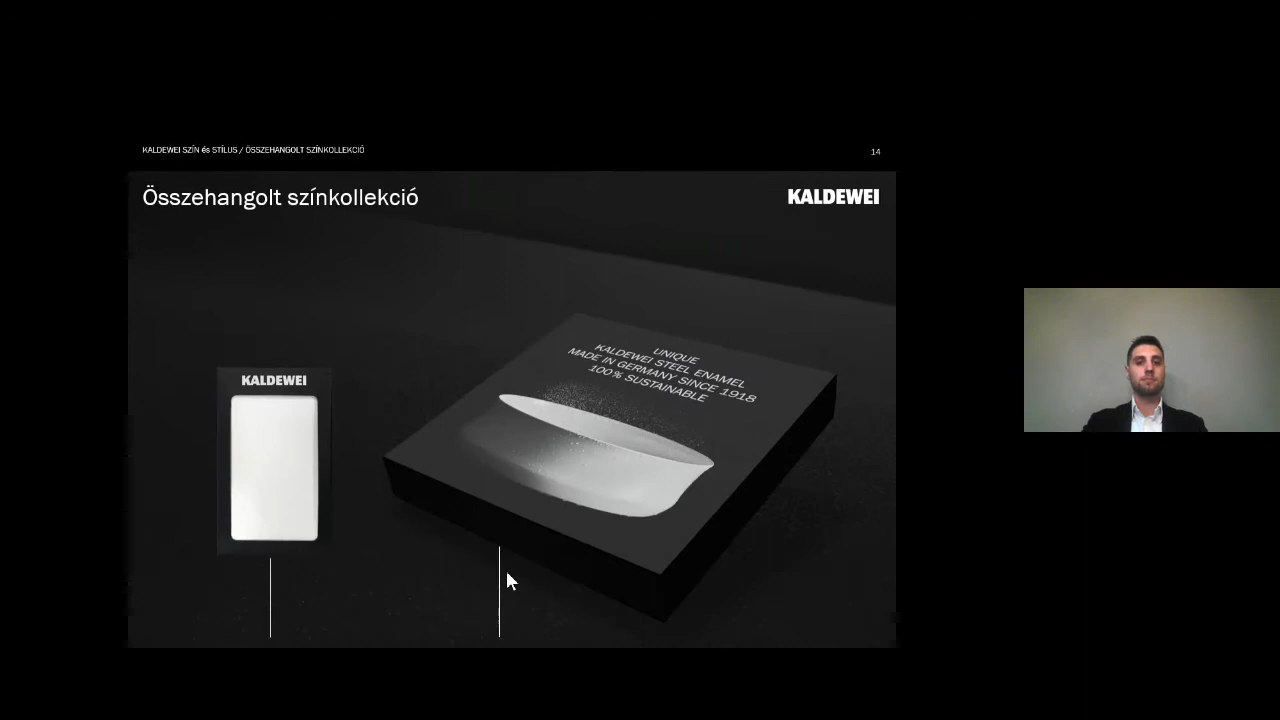 KALDEWEI SZÍN és STÍLUS / ÖSSZEHANGOLT SZÍNKOLLEKCIÓ
14
Összehangolt színkollekció
KALDEWEI
UNIQUE
KALDEWEI STEEL ENAMEL
MADE IN GERMANY SINCE 1918
100% SUSTAINABLE
KALDEWEI